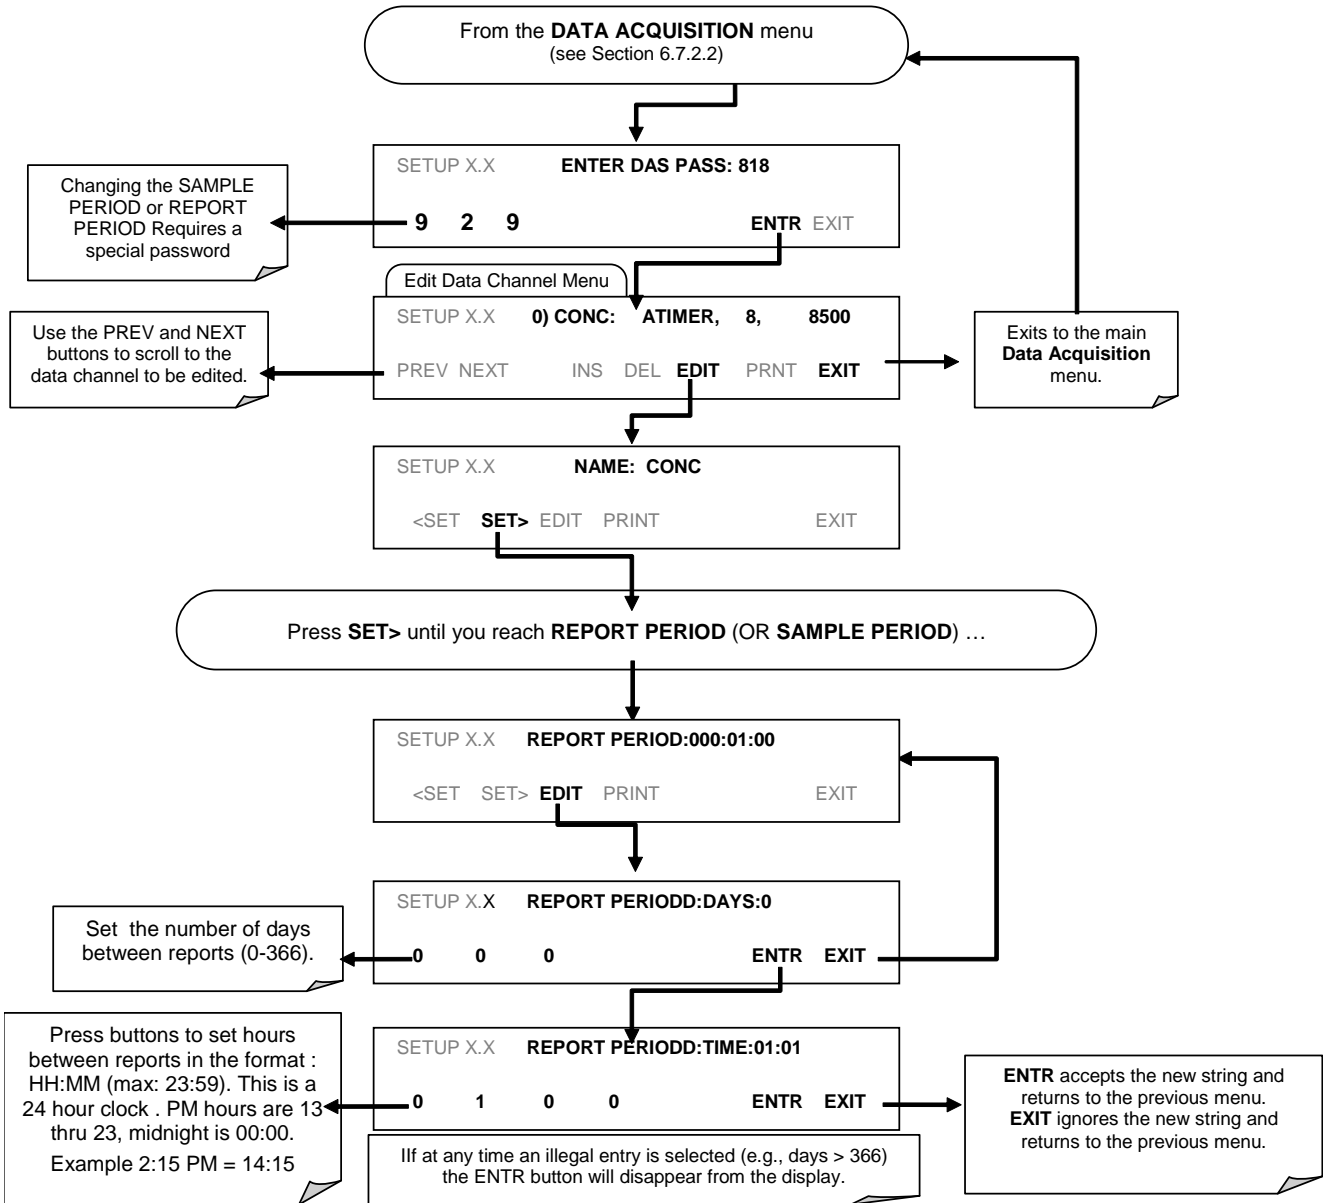 From the DATA ACQUISITION menu
(see Section 6.7.2.2)
SETUP X.X ENTER DAS PASS: 818
9 2 9 ENTR EXIT
Changing the SAMPLE
PERIOD or REPORT
PERIOD Requires a
special password
Edit Data Channel Menu
SETUP X.X 0) CONC: ATIMER, 8, 8500
PREV NEXT INS DEL EDIT PRNT EXIT
Use the PREV and NEXT
buttons to scroll to the
data channel to be edited.
Exits to the main
Data Acquisition
menu.
SETUP X.X NAME: CONC
<SET SET> EDIT PRINT EXIT
Press SET> until you reach REPORT PERIOD (OR SAMPLE PERIOD) …
SETUP X.X REPORT PERIOD:000:01:00
<SET SET> EDIT PRINT EXIT
SETUP X.X REPORT PERIODD:DAYS:0
0 0 0 ENTR EXIT
Set the number of days
between reports (0-366).
SETUP X.X REPORT PERIODD:TIME:01:01
0 1 0 0 ENTR EXIT
Press buttons to set hours
between reports in the format :
HH:MM (max: 23:59). This is a
24 hour clock . PM hours are 13
thru 23, midnight is 00:00.
Example 2:15 PM = 14:15
IIf at any time an illegal entry is selected (e.g., days > 366)
the ENTR button will disappear from the display.
ENTR accepts the new string and
returns to the previous menu.
EXIT ignores the new string and
returns to the previous menu.